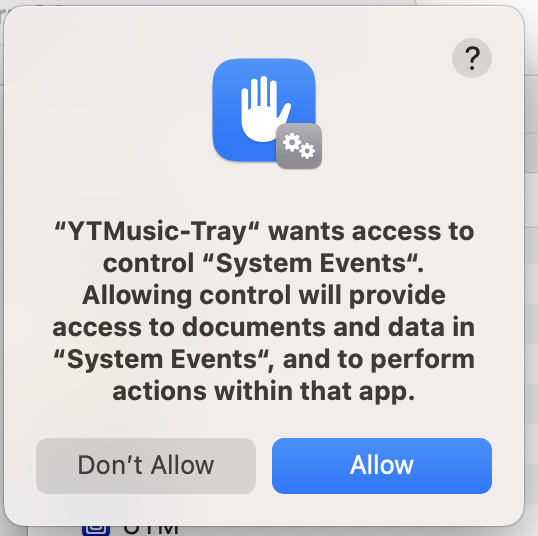 ?
“YTMusic-Tray“ wants access to
control “System Events“.
Allowing control will provide
access to documents and data in
“System Events“, and to perform
actions within that app.
Don’t Allow
Allow
UTM